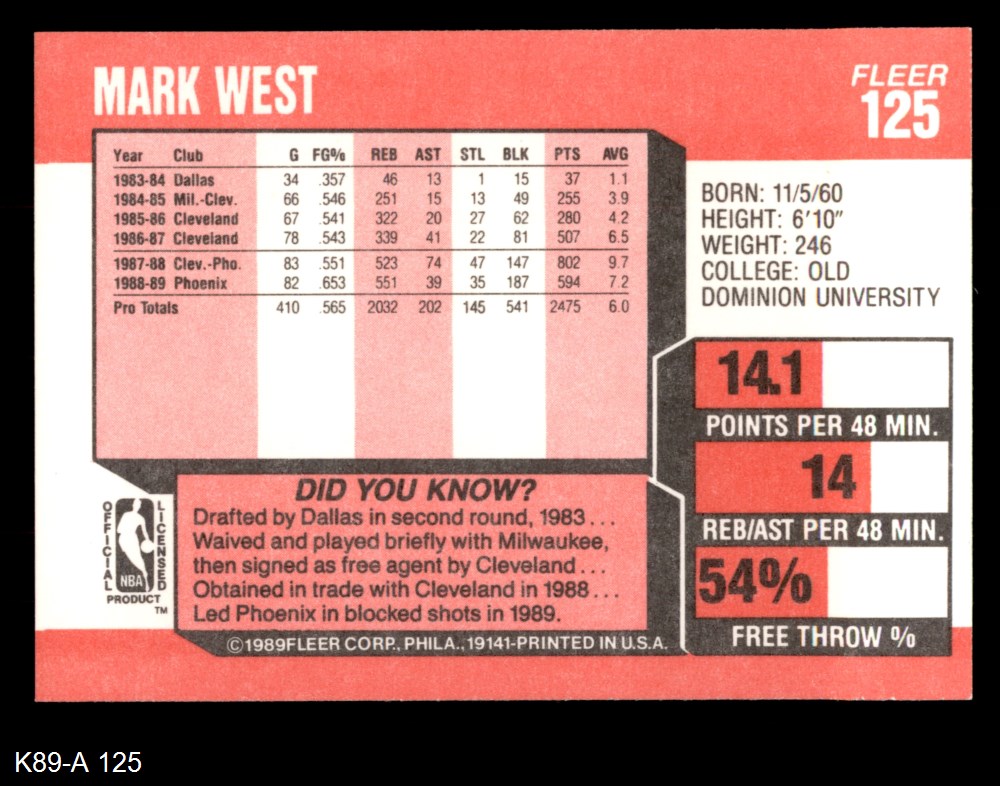 MARK WEST
FLEER
125
Year Club G FG% REB AST STL BLK PTS AVG
1983-84 Dallas 34 .357 46 13 1 15 37 1.1
1984-85 Mil.-Clev. 66 .546 251 15 13 49 255 3.9
1985-86 Cleveland 67 .541 322 20 27 62 280 4.2
1986-87 Cleveland 78 .543 339 41 22 81 507 6.5
1987-88 Clev.-Pho. 83 .551 523 74 47 147 802 9.7
1988-89 Phoenix 82 .653 551 39 35 187 594 7.2
Pro Totals 410 .565 2032 202 145 541 2475 6.0
BORN: 11/5/60
HEIGHT: 6'10"
WEIGHT: 246
COLLEGE: OLD
DOMINION UNIVERSITY
14.1
POINTS PER 48 MIN.
14
REB/AST PER 48 MIN.
54%
FREE THROW %
DID YOU KNOW?
Drafted by Dallas in second round, 1983...
Waived and played briefly with Milwaukee,
then signed as free agent by Cleveland...
Obtained in trade with Cleveland in 1988...
Led Phoenix in blocked shots in 1989.
OFFICIAL
LICENSED
NBA
PRODUCT
TM
©1989FLEER CORP., PHILA., 19141-PRINTED IN U.S.A.
K89-A 125